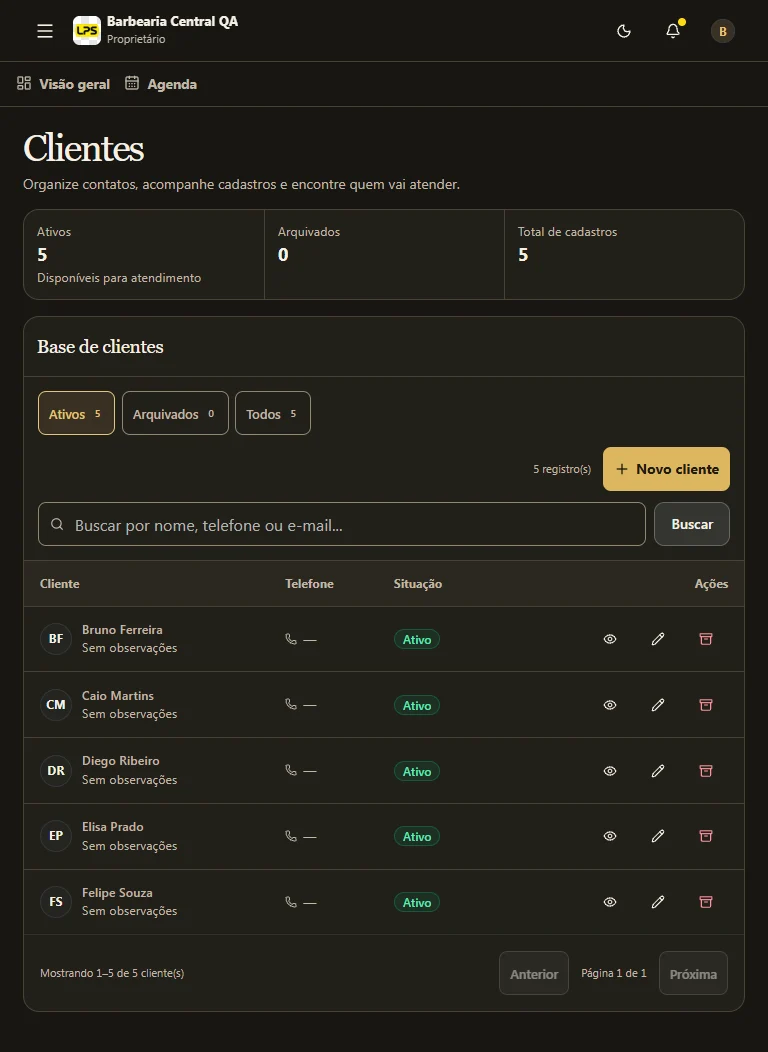 LPS
Barbearia Central QA
Proprietário
B
Visão geral
Agenda
Clientes
Organize contatos, acompanhe cadastros e encontre quem vai atender.
Ativos
5
Disponíveis para atendimento
Arquivados
0
Total de cadastros
5
Base de clientes
Ativos 5
Arquivados 0
Todos 5
5 registro(s)
Novo cliente
Buscar por nome, telefone ou e-mail...
Buscar
Cliente Telefone Situação Ações
BF
Bruno Ferreira
Sem observações
—
Ativo
CM
Caio Martins
Sem observações
—
Ativo
DR
Diego Ribeiro
Sem observações
—
Ativo
EP
Elisa Prado
Sem observações
—
Ativo
FS
Felipe Souza
Sem observações
—
Ativo
Mostrando 1–5 de 5 cliente(s)
Anterior
Página 1 de 1
Próxima